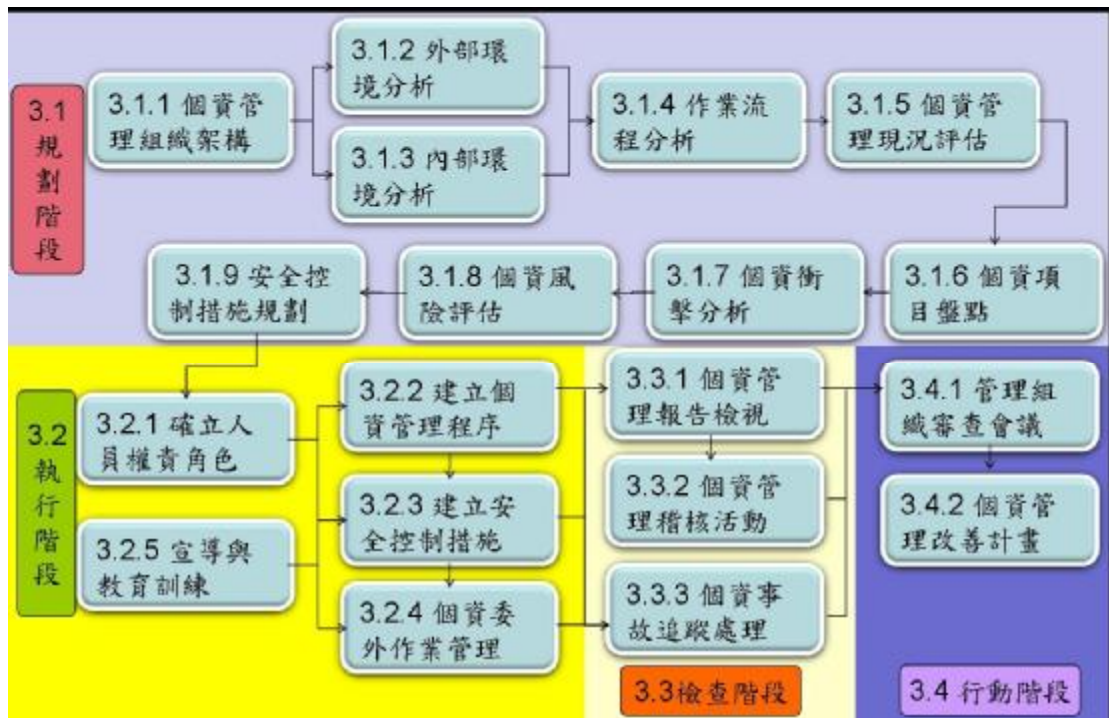 3.1
規
劃
階
段
3.1.1 個資管
理組織架構
3.1.2 外部環
境分析
3.1.3 內部環
境分析
3.1.4 作業流
程分析
3.1.5 個資管
理現況評估
3.1.9 安全控
制措施規劃
3.1.8 個資風
險評估
3.1.7 個資衝
擊分析
3.1.6 個資項
目盤點
3.2
執
行
階
段
3.2.1 確立人
員權責角色
3.2.5 宣導與
教育訓練
3.2.2 建立個
資管理程序
3.2.3 建立安
全控制措施
3.2.4 個資委
外作業管理
3.3.1 個資管
理報告檢視
3.3.2 個資管
理稽核活動
3.3.3 個資事
故追蹤處理
3.3檢查階段
3.4.1 管理組
織審查會議
3.4.2 個資管
理改善計畫
3.4 行動階段